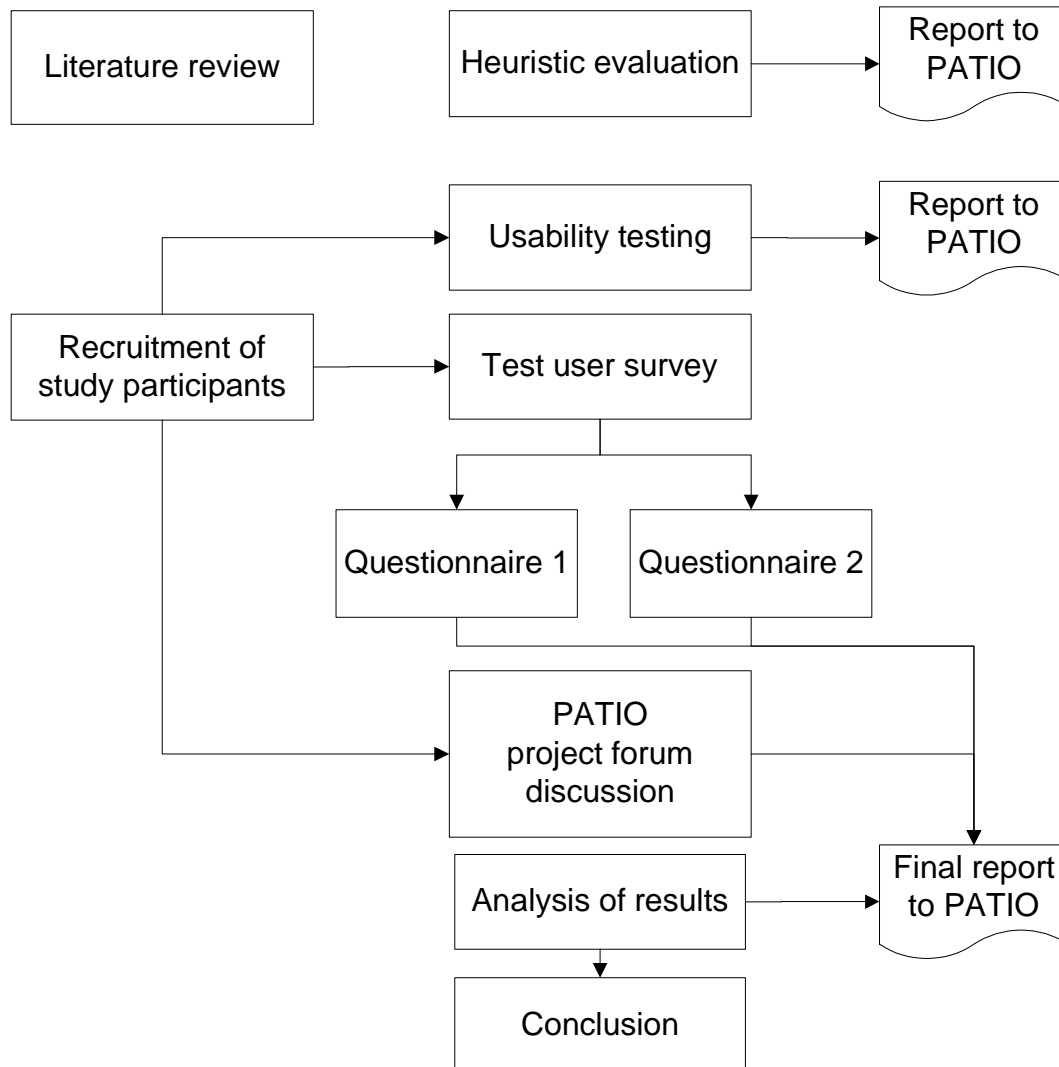 Literature review
Heuristic evaluation
Report to
PATIO
Usability testing
Report to
PATIO
Recruitment of
study participants
Test user survey
Questionnaire 1
Questionnaire 2
PATIO
project forum
discussion
Analysis of results
Final report
to PATIO
Conclusion